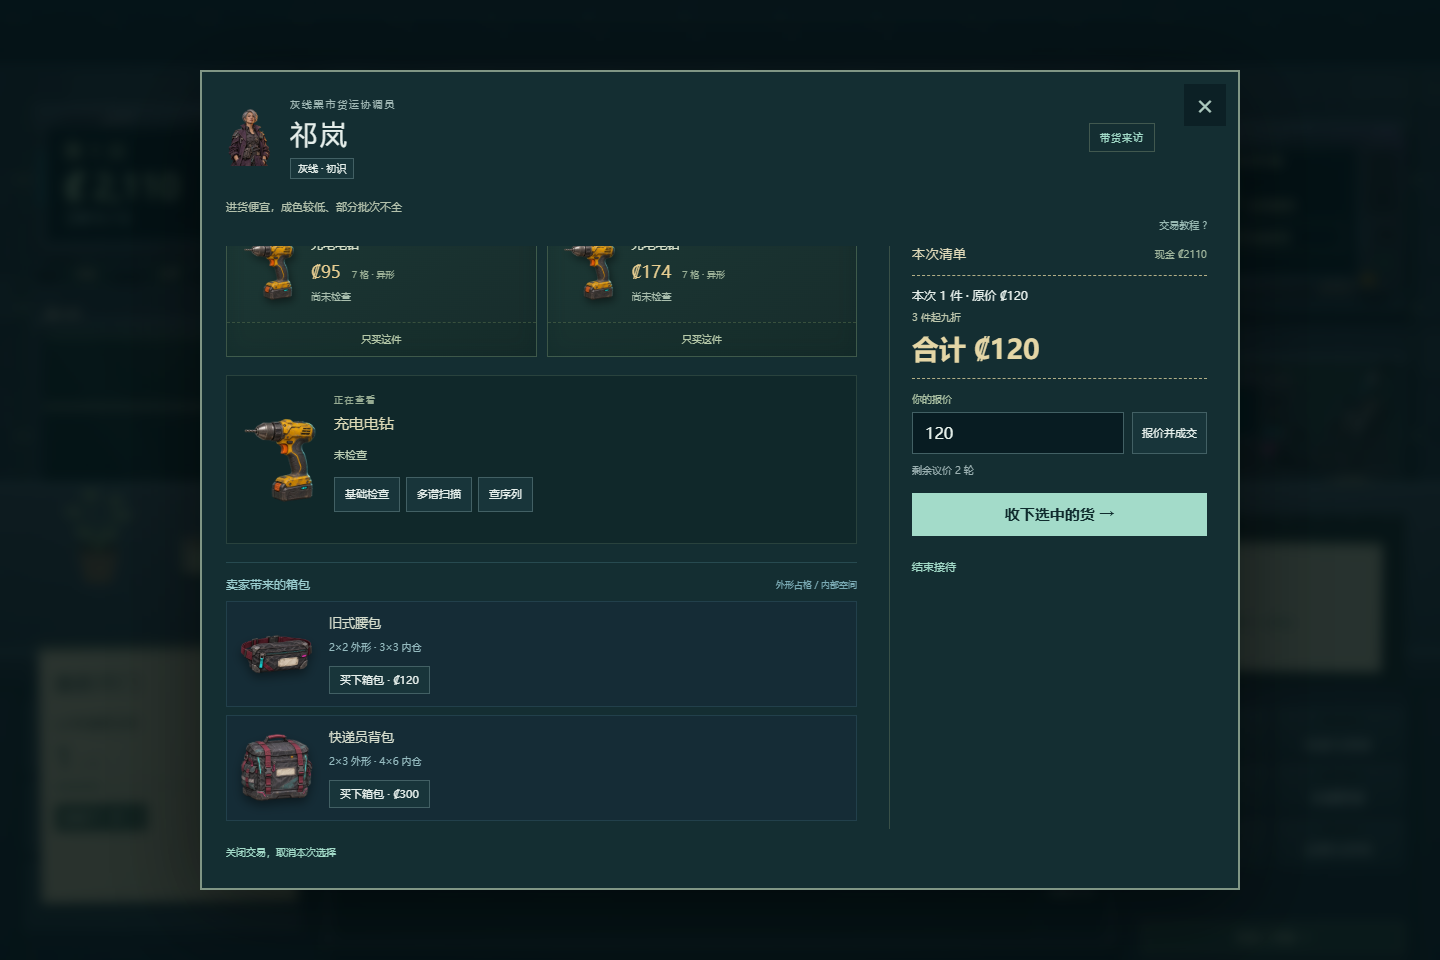 灰线黑市货运协调员
祁岚
灰线 · 初识
带货来访
×
进货便宜，成色较低、部分批次不全
交易教程 ?
₡95 7 格 · 异形
尚未检查
只买这件
₡174 7 格 · 异形
尚未检查
只买这件
正在查看
充电电钻
未检查
基础检查 多谱扫描 查序列
卖家带来的箱包 外形占格 / 内部空间
旧式腰包
2×2 外形 · 3×3 内仓
买下箱包 · ₡120
快递员背包
2×3 外形 · 4×6 内仓
买下箱包 · ₡300
关闭交易，取消本次选择
本次清单 现金 ₡2110
本次 1 件 · 原价 ₡120
3 件起九折
合计 ₡120
你的报价
120 报价并成交
剩余议价 2 轮
收下选中的货 →
结束接待